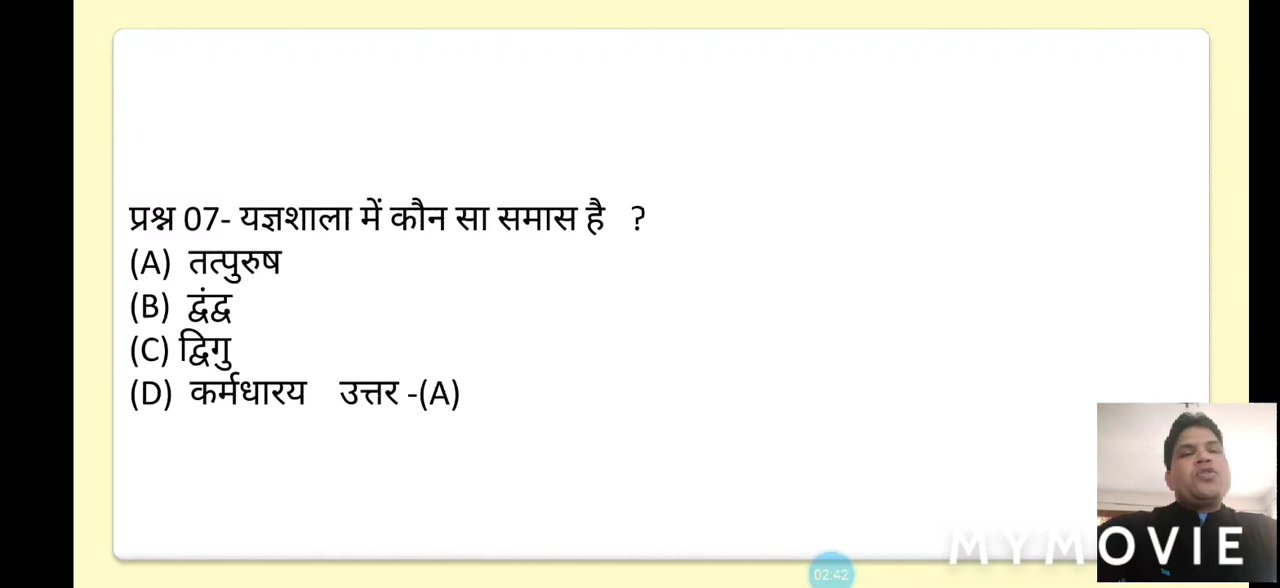 प्रश्न 07- यज्ञशाला में कौन सा समास है ?
(A) तत्पुरुष
(B) द्वंद्व
(C) द्विगु
(D) कर्मधारय उत्तर -(A)
MYMOVIE
02:42